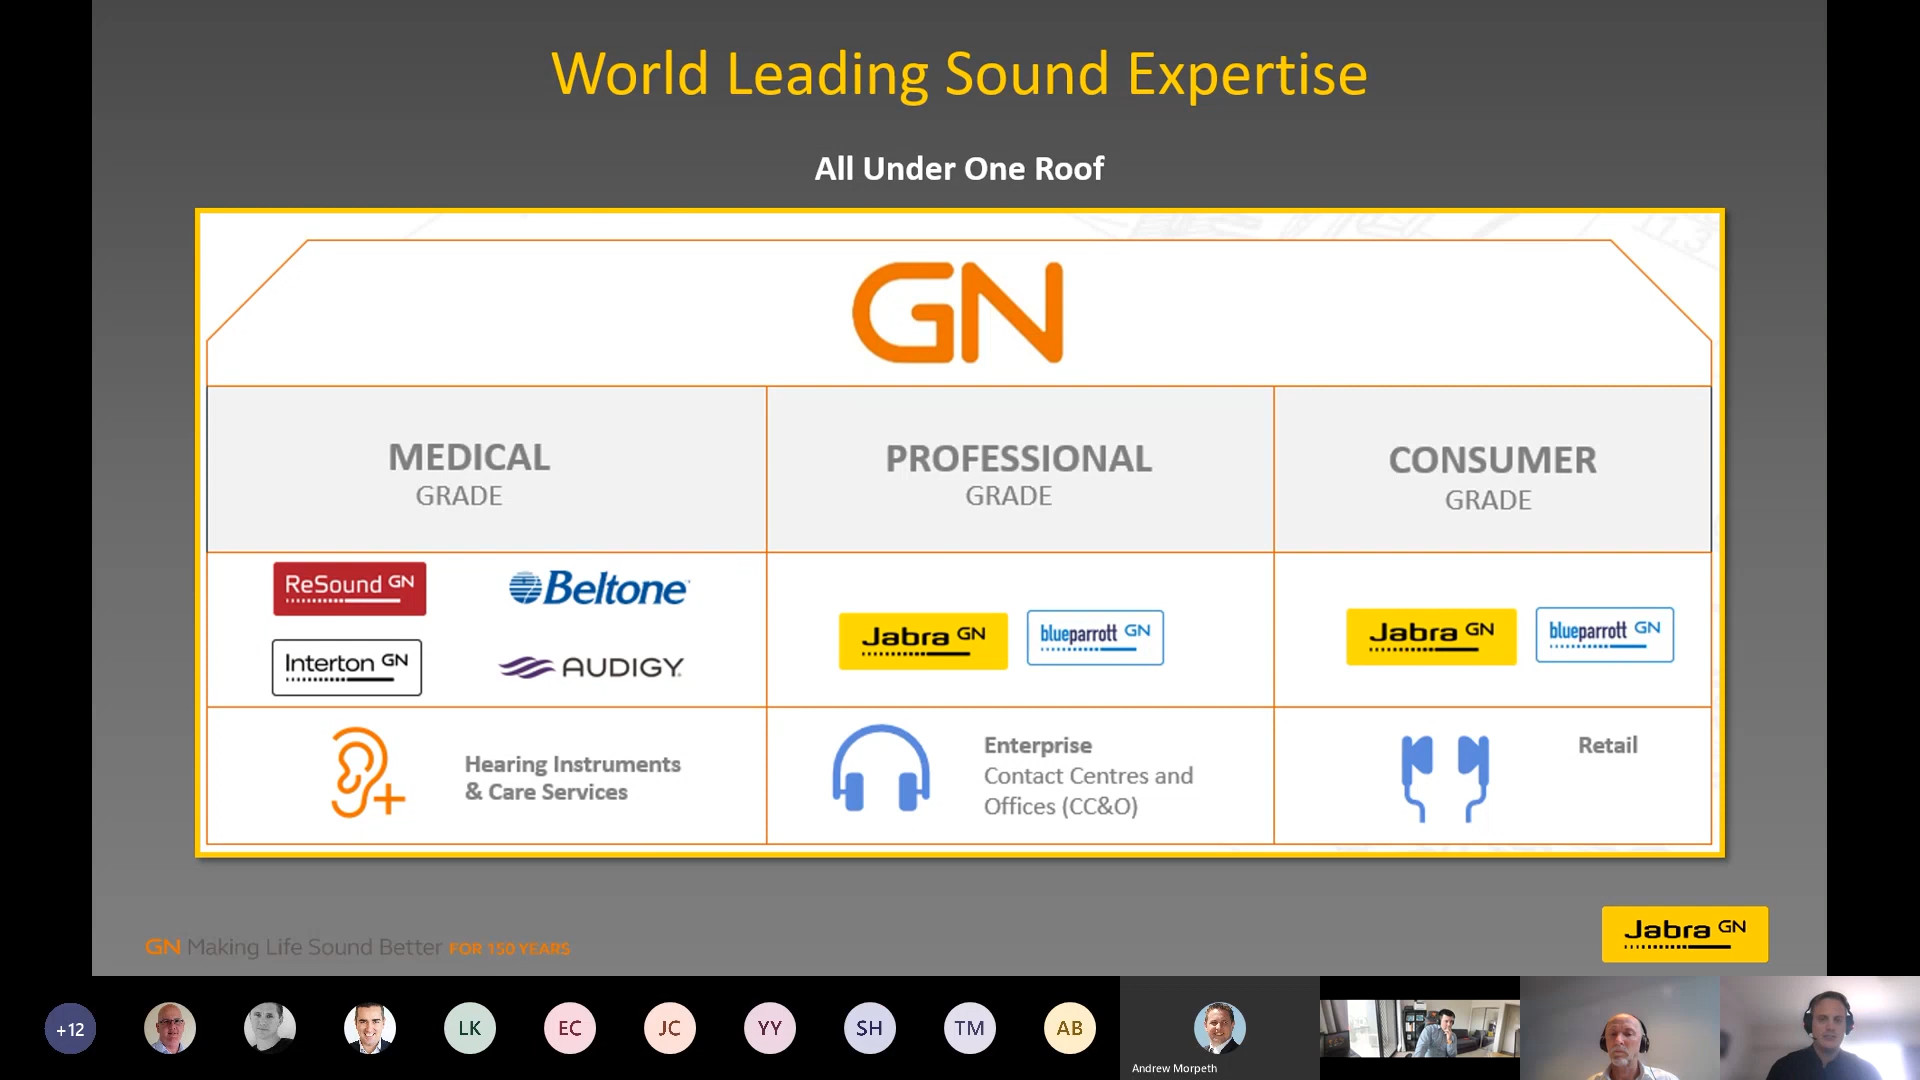 World Leading Sound Expertise
All Under One Roof
GN
MEDICAL
GRADE
PROFESSIONAL
GRADE
CONSUMER
GRADE
ReSound GN
Beltone
Interton GN
AUDIGY
Jabra GN
blueparrott GN
Jabra GN
blueparrott GN
Hearing Instruments
& Care Services
Enterprise
Contact Centres and
Offices (CC&O)
Retail
GN Making Life Sound Better FOR 150 YEARS
Jabra GN
+12
LK
EC
JC
YY
SH
TM
AB
Andrew Morpeth